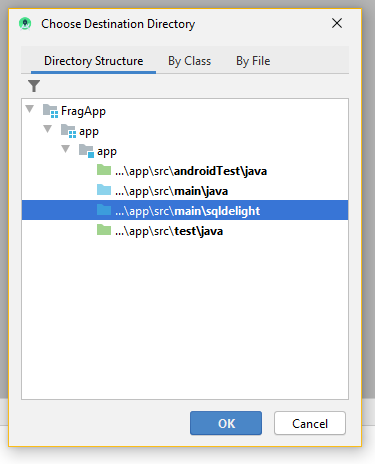 Choose Destination Directory
Directory Structure By Class By File
FragApp
app
app
...\app\src\androidTest\java
...\app\src\main\java
...\app\src\main\sqldelight
...\app\src\test\java
OK Cancel